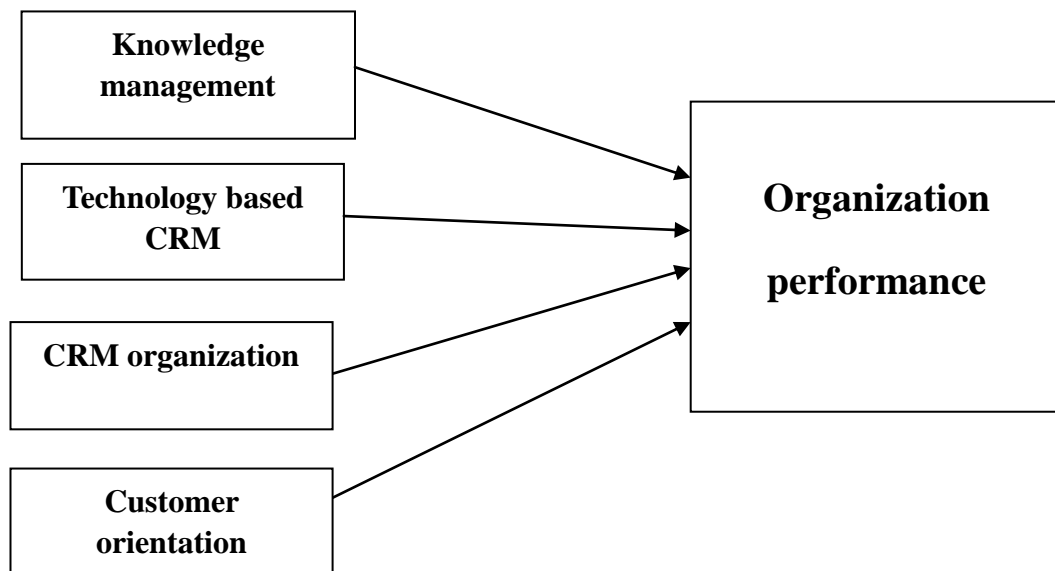 Knowledge
management
Technology based
CRM
CRM organization
Customer
orientation
Organization
performance